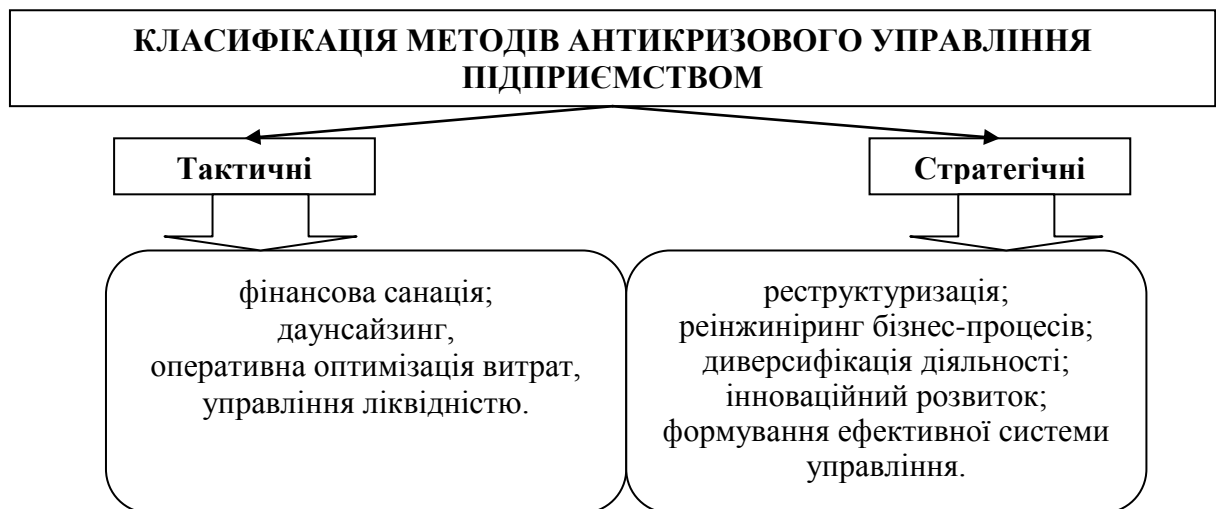 КЛАСИФІКАЦІЯ МЕТОДІВ АНТИКРИЗОВОГО УПРАВЛІННЯ
ПІДПРИЄМСТВОМ
Тактичні
Стратегічні
фінансова санація;
даунсайзинг,
оперативна оптимізація витрат,
управління ліквідністю.
реструктуризація;
реінжиніринг бізнес-процесів;
диверсифікація діяльності;
інноваційний розвиток;
формування ефективної системи
управління.